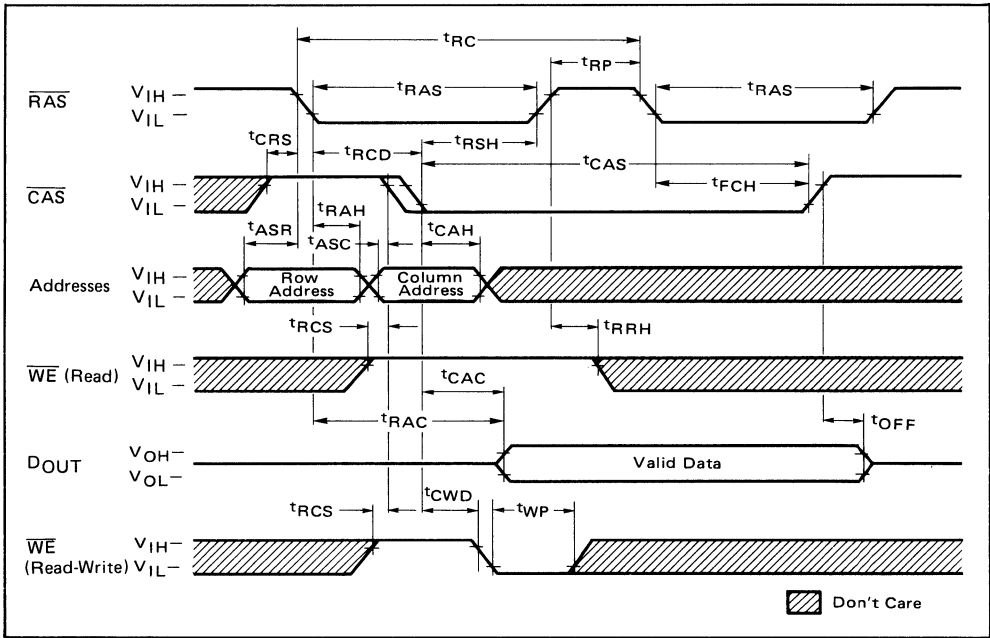 tRC
tRP
RAS
VIH
VIL
tRAS
tRAS
tCRS
tRCD
tRSH
tCAS
CAS
VIH
VIL
tFCH
tRAH
tASR
tASC
tCAH
Addresses
VIH
VIL
Row Address
Column Address
tRCS
tRRH
WE (Read)
VIH
VIL
tCAC
tRAC
tOFF
DOUT
VOH
VOL
Valid Data
tRCS
tCWD
tWP
WE (Read-Write)
VIH
VIL
Don't Care